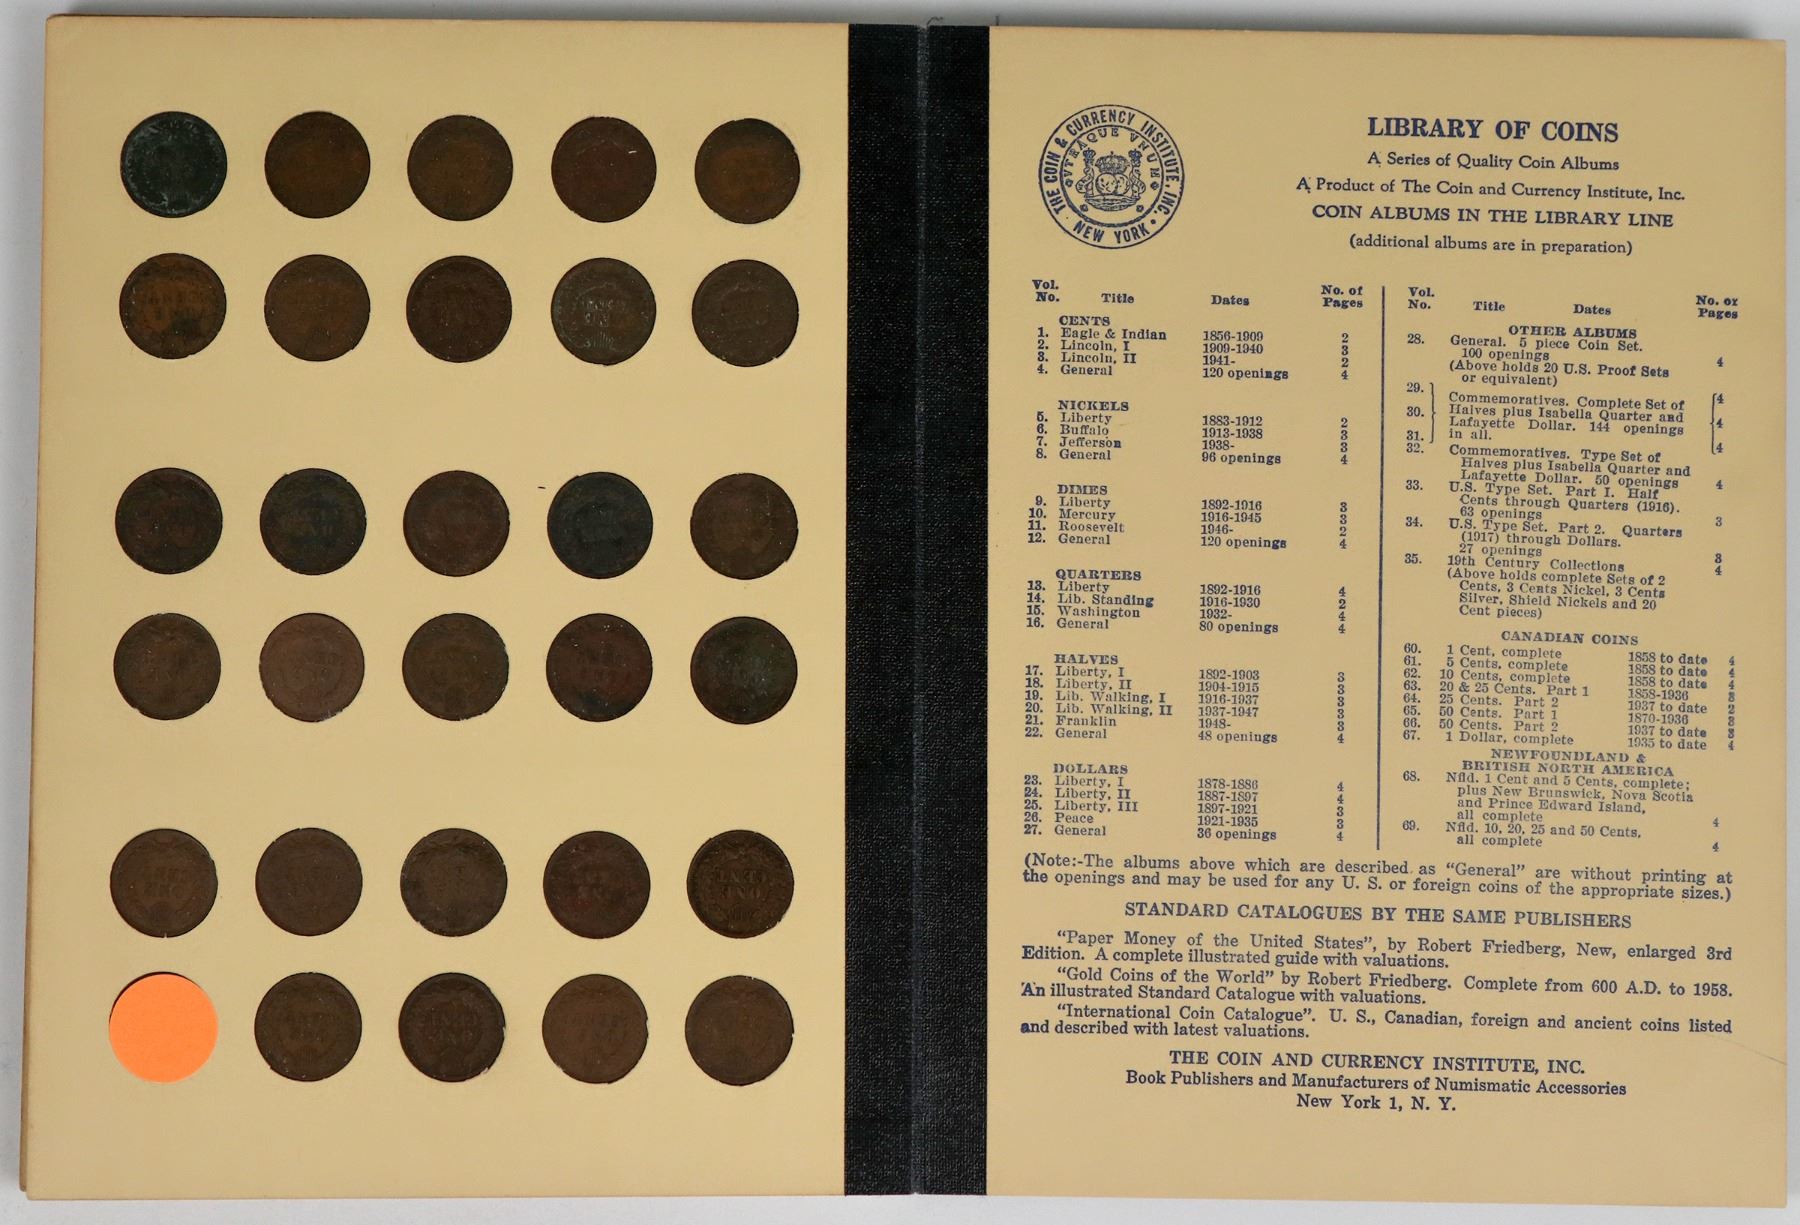 THE COIN & CURRENCY INSTITUTE, INC.
NEW YORK
VTRAQUE VNUM
LIBRARY OF COINS
A Series of Quality Coin Albums
A Product of The Coin and Currency Institute, Inc.
COIN ALBUMS IN THE LIBRARY LINE
(additional albums are in preparation)
Vol. No. Title Dates No. of Pages
CENTS
1. Eagle & Indian 1856-1909 2
2. Lincoln, I 1909-1940 3
3. Lincoln, II 1941- 2
4. General 120 openings 4
NICKELS
5. Liberty 1883-1912 2
6. Buffalo 1913-1938 3
7. Jefferson 1938- 3
8. General 96 openings 4
DIMES
9. Liberty 1892-1916 3
10. Mercury 1916-1945 3
11. Roosevelt 1946- 2
12. General 120 openings 4
QUARTERS
13. Liberty 1892-1916 4
14. Lib. Standing 1916-1930 2
15. Washington 1932- 4
16. General 80 openings 4
HALVES
17. Liberty, I 1892-1903 3
18. Liberty, II 1904-1915 3
19. Lib. Walking, I 1916-1937 3
20. Lib. Walking, II 1937-1947 3
21. Franklin 1948- 3
22. General 48 openings 4
DOLLARS
23. Liberty, I 1878-1886 4
24. Liberty, II 1887-1897 4
25. Liberty, III 1897-1921 3
26. Peace 1921-1935 3
27. General 36 openings 4
Vol. No. Title Dates No. of Pages
OTHER ALBUMS
28. General. 5 piece Coin Set.
100 openings
(Above holds 20 U.S. Proof Sets 4
or equivalent)
29. Commemoratives. Complete Set of 4
30. Halves plus Isabella Quarter and
Lafayette Dollar. 144 openings 4
31. in all. 4
32. Commemoratives. Type Set of
Halves plus Isabella Quarter and
Lafayette Dollar. 50 openings 4
33. U.S. Type Set. Part I. Half
Cents through Quarters (1916).
63 openings 3
34. U.S. Type Set. Part 2. Quarters
(1917) through Dollars.
27 openings 3
35. 19th Century Collections 4
(Above holds complete Sets of 2
Cents, 3 Cents Nickel, 3 Cents
Silver, Shield Nickels and 20
Cent pieces)
CANADIAN COINS
60. 1 Cent, complete 1858 to date 4
61. 5 Cents, complete 1858 to date 4
62. 10 Cents, complete 1858 to date 4
63. 20 & 25 Cents. Part 1 1858-1936 3
64. 25 Cents. Part 2 1937 to date 2
65. 50 Cents. Part 1 1870-1936 3
66. 50 Cents. Part 2 1937 to date 3
67. 1 Dollar, complete 1935 to date 4
NEWFOUNDLAND &
BRITISH NORTH AMERICA
68. Nfld. 1 Cent and 5 Cents, complete;
plus New Brunswick, Nova Scotia
and Prince Edward Island,
all complete 4
69. Nfld. 10, 20, 25 and 50 Cents,
all complete 4
(Note:-The albums above which are described as "General" are without printing at
the openings and may be used for any U. S. or foreign coins of the appropriate sizes.)
STANDARD CATALOGUES BY THE SAME PUBLISHERS
"Paper Money of the United States", by Robert Friedberg, New, enlarged 3rd
Edition. A complete illustrated guide with valuations.
"Gold Coins of the World" by Robert Friedberg. Complete from 600 A.D. to 1958.
An illustrated Standard Catalogue with valuations.
"International Coin Catalogue". U. S., Canadian, foreign and ancient coins listed
and described with latest valuations.
THE COIN AND CURRENCY INSTITUTE, INC.
Book Publishers and Manufacturers of Numismatic Accessories
New York 1, N. Y.